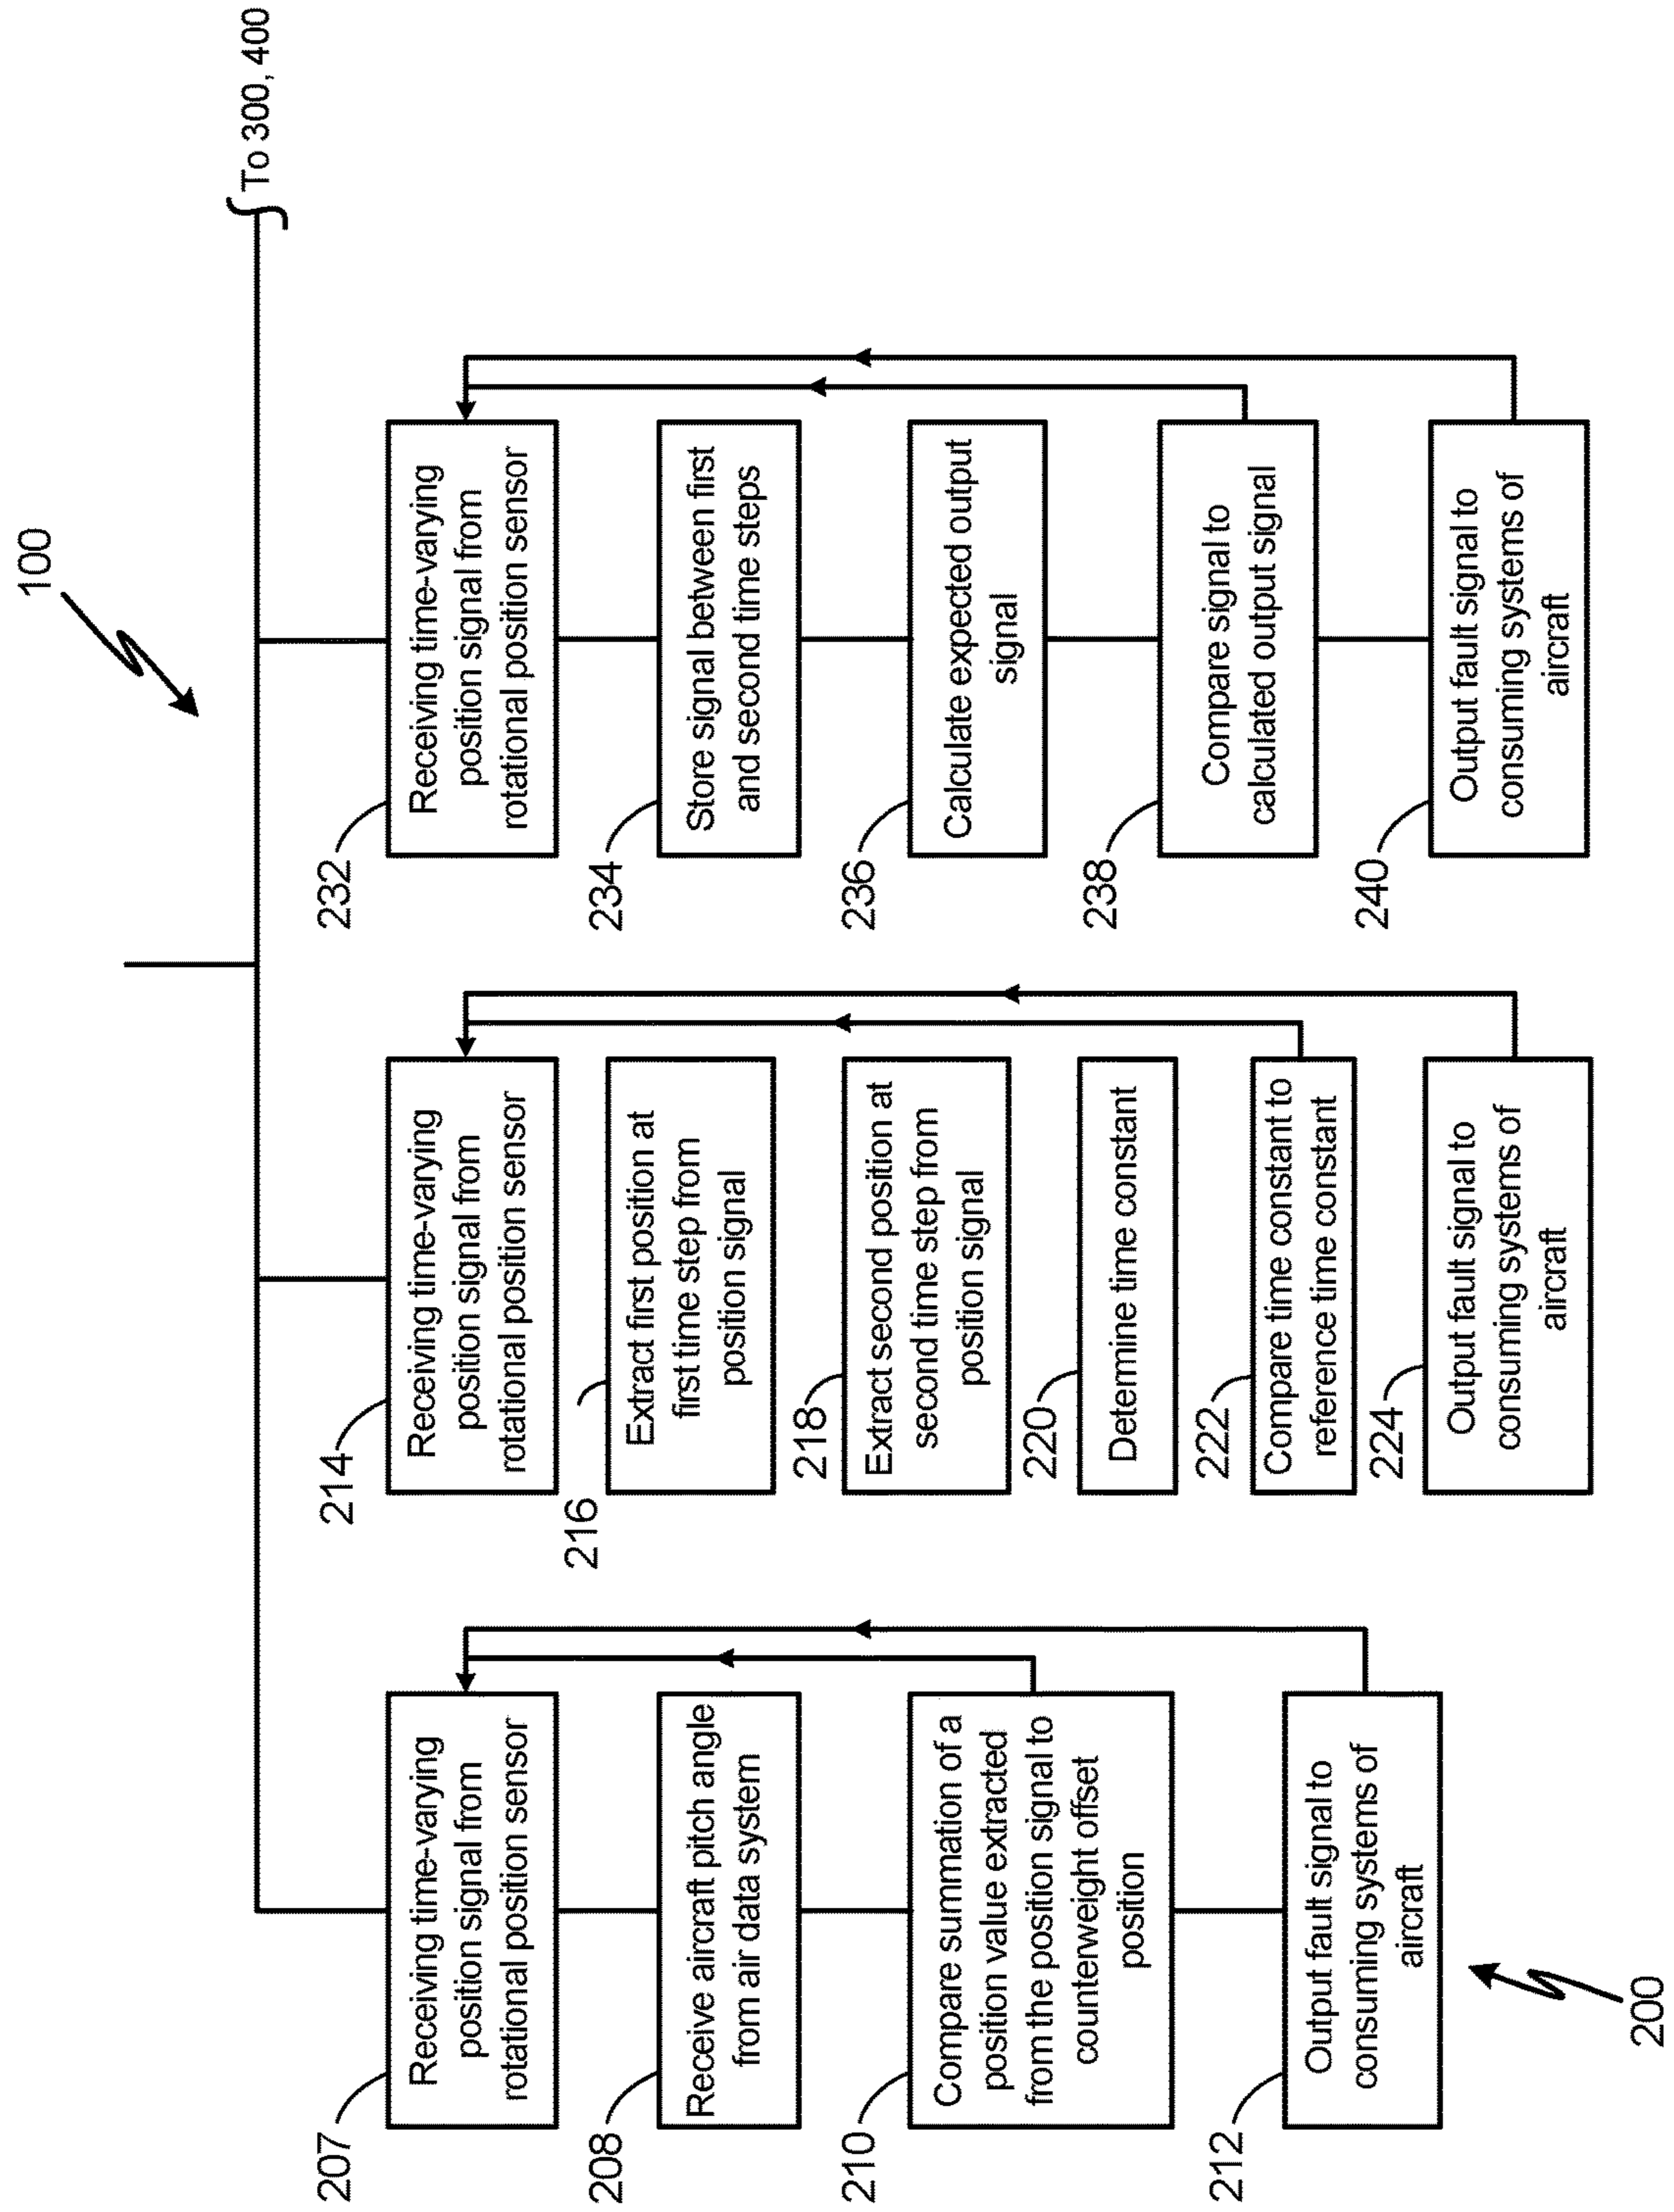 100
To 300, 400
207
Receiving time-varying
position signal from
rotational position sensor
208
Receive aircraft pitch angle
from air data system
210
Compare summation of a
position value extracted
from the position signal to
counterweight offset
position
212
Output fault signal to
consuming systems of
aircraft
200
214
Receiving time-varying
position signal from
rotational position sensor
216
Extract first position at
first time step from
position signal
218
Extract second position at
second time step from
position signal
220
Determine time constant
222
Compare time constant to
reference time constant
224
Output fault signal to
consuming systems of
aircraft
232
Receiving time-varying
position signal from
rotational position sensor
234
Store signal between first
and second time steps
236
Calculate expected output
signal
238
Compare signal to
calculated output signal
240
Output fault signal to
consuming systems of
aircraft